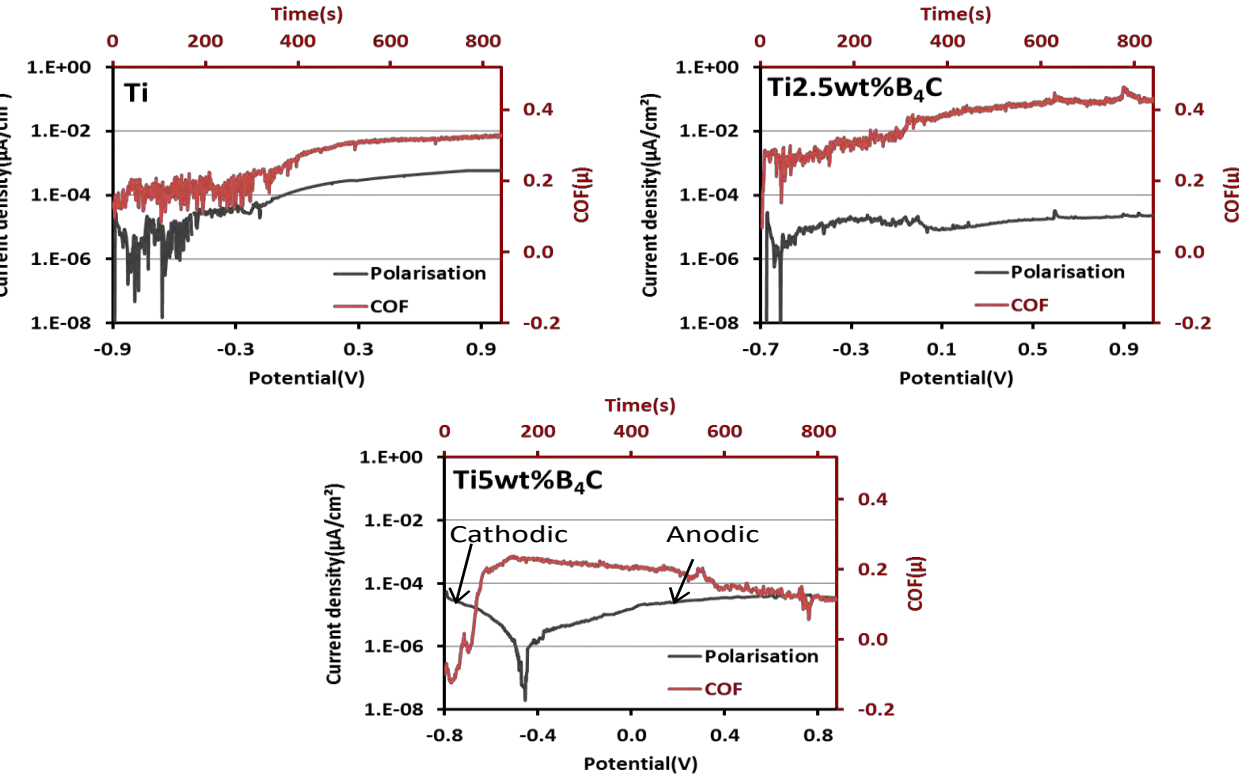 Time(s)
0 200 400 600 800
1.E+00
1.E-02
1.E-04
1.E-06
1.E-08
Current density(µA/cm²)
Ti
0.4
0.2
0.0
-0.2
COF(µ)
Polarisation
COF
-0.9 -0.3 0.3 0.9
Potential(V)
Time(s)
0 200 400 600 800
1.E+00
1.E-02
1.E-04
1.E-06
1.E-08
Current density(µA/cm²)
Ti2.5wt%B₄C
0.4
0.2
0.0
-0.2
COF(µ)
Polarisation
COF
-0.7 -0.3 0.1 0.5 0.9
Potential(V)
Time(s)
0 200 400 600 800
1.E+00
1.E-02
1.E-04
1.E-06
1.E-08
Current density(µA/cm²)
Ti5wt%B₄C
Cathodic Anodic
0.4
0.2
0.0
-0.2
COF(µ)
Polarisation
COF
-0.8 -0.4 0.0 0.4 0.8
Potential(V)